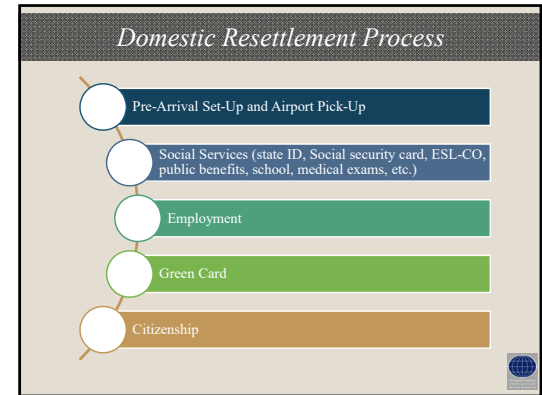 Domestic Resettlement Process
Pre-Arrival Set-Up and Airport Pick-Up
Social Services (state ID, Social security card, ESL-CO,
public benefits, school, medical exams, etc.)
Employment
Green Card
Citizenship